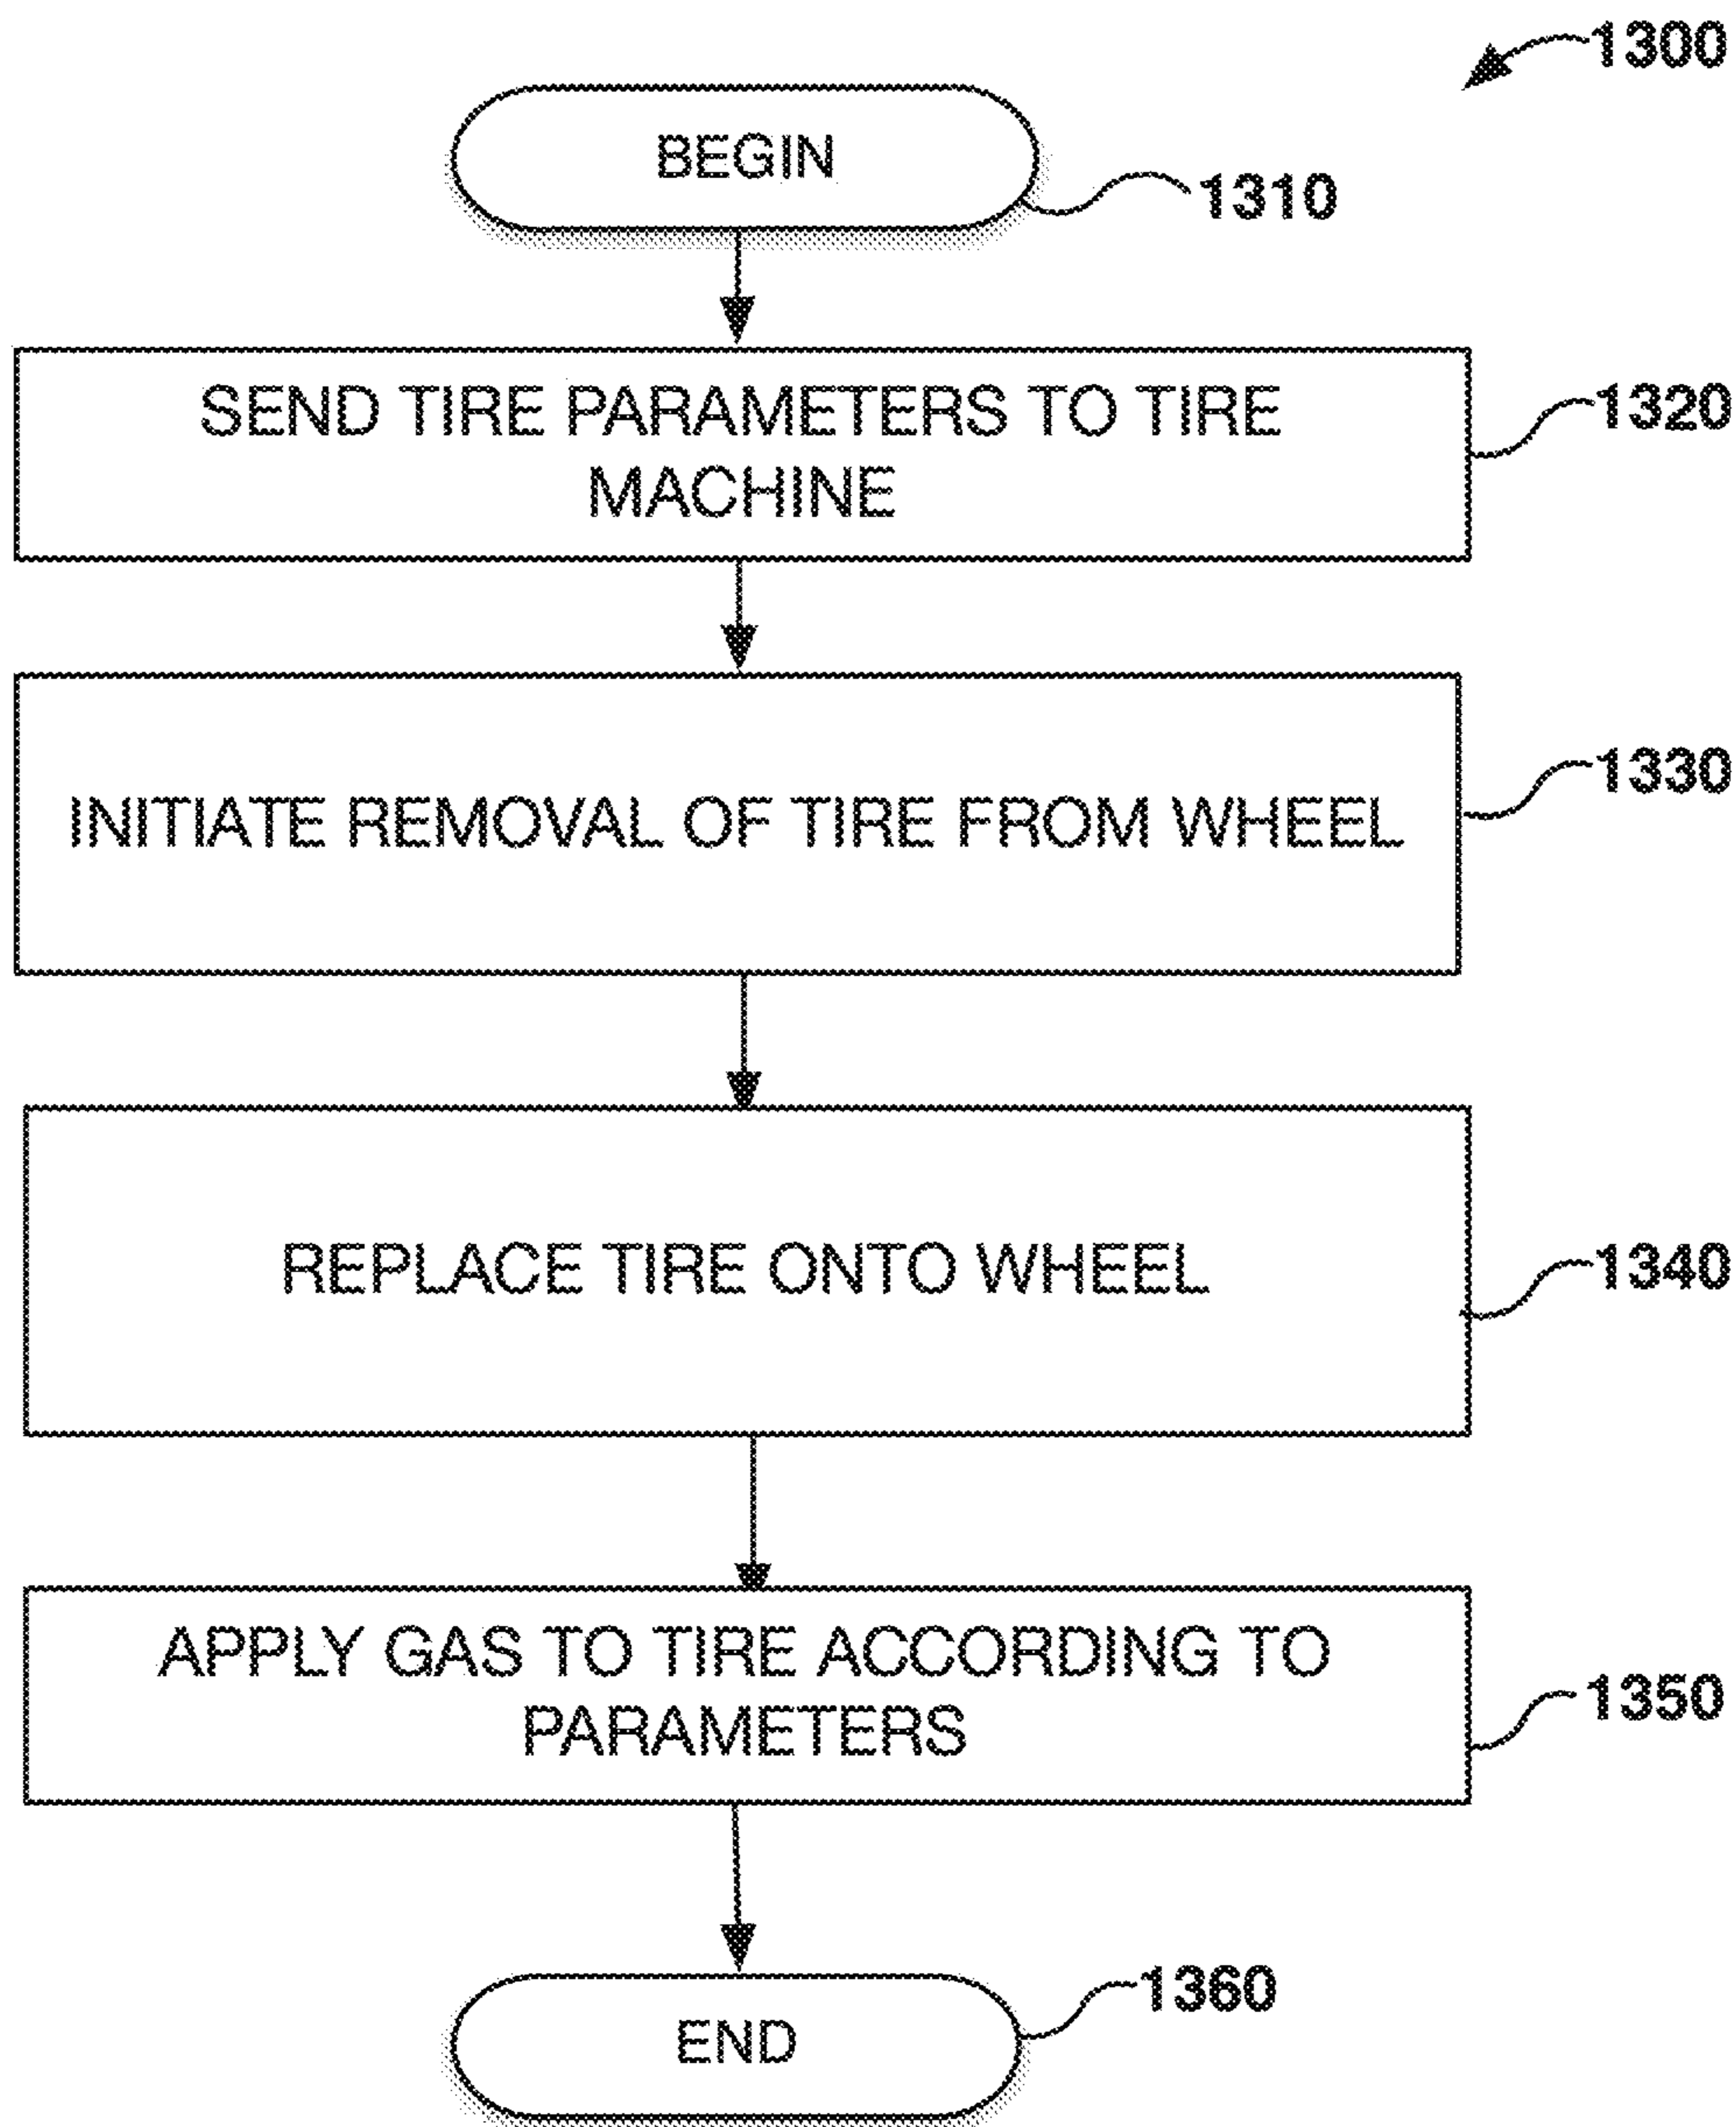 1300
BEGIN
1310
SEND TIRE PARAMETERS TO TIRE
MACHINE
1320
INITIATE REMOVAL OF TIRE FROM WHEEL
1330
REPLACE TIRE ONTO WHEEL
1340
APPLY GAS TO TIRE ACCORDING TO
PARAMETERS
1350
END
1360